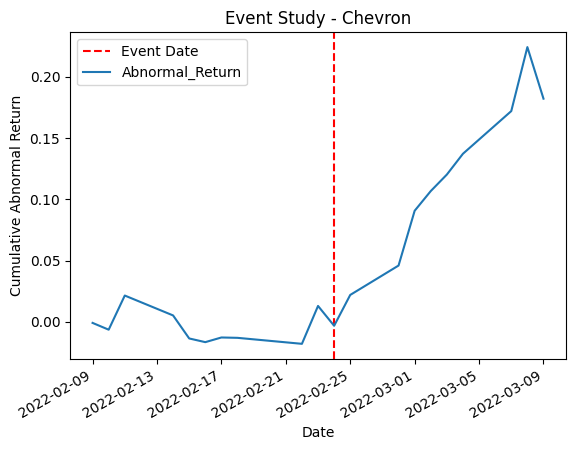 Event Study - Chevron
Event Date
Abnormal_Return
Cumulative Abnormal Return
0.20
0.15
0.10
0.05
0.00
2022-02-09
2022-02-13
2022-02-17
2022-02-21
2022-02-25
2022-03-01
2022-03-05
2022-03-09
Date